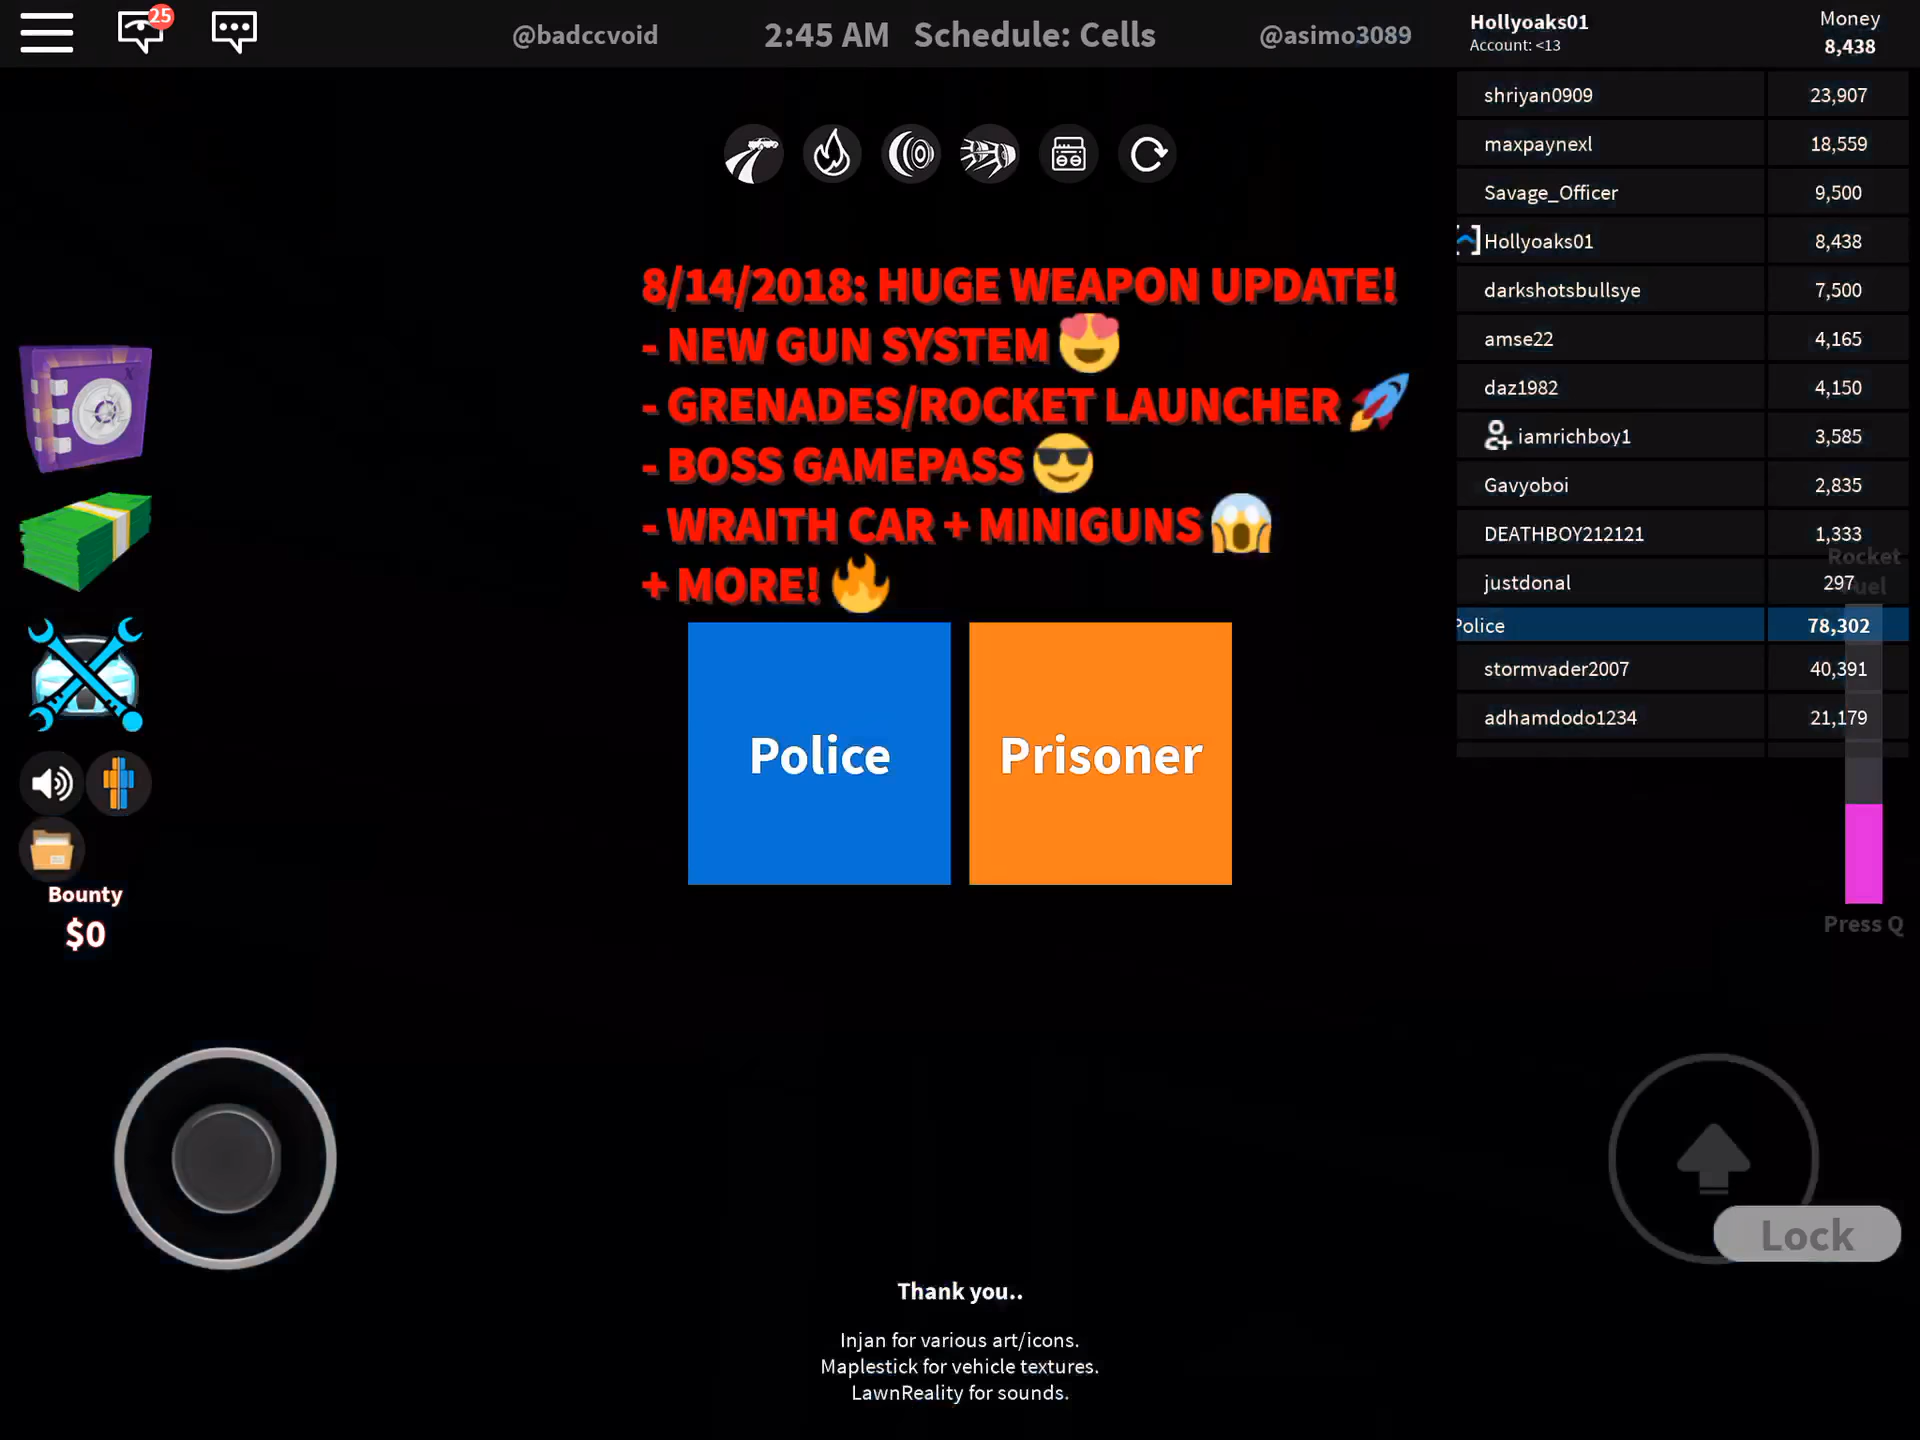 25
@badccvoid
2:45 AM Schedule: Cells
@asimo3089
Hollyoaks01
Account: <13
Money
8,438
shriyan0909 23,907
maxpaynexl 18,559
Savage_Officer 9,500
Hollyoaks01 8,438
darkshotsbullsye 7,500
amse22 4,165
daz1982 4,150
iamrichboy1 3,585
Gavyoboi 2,835
DEATHBOY212121 1,333
justdonal 297
Police 78,302
stormvader2007 40,391
adhamdodo1234 21,179
Rocket
Fuel
Press Q
8/14/2018: HUGE WEAPON UPDATE!
- NEW GUN SYSTEM 😍
- GRENADES/ROCKET LAUNCHER 🚀
- BOSS GAMEPASS 😎
- WRAITH CAR + MINIGUNS 😱
+ MORE! 🔥
Police
Prisoner
Bounty
$0
Lock
Thank you..
Injan for various art/icons.
Maplestick for vehicle textures.
LawnReality for sounds.